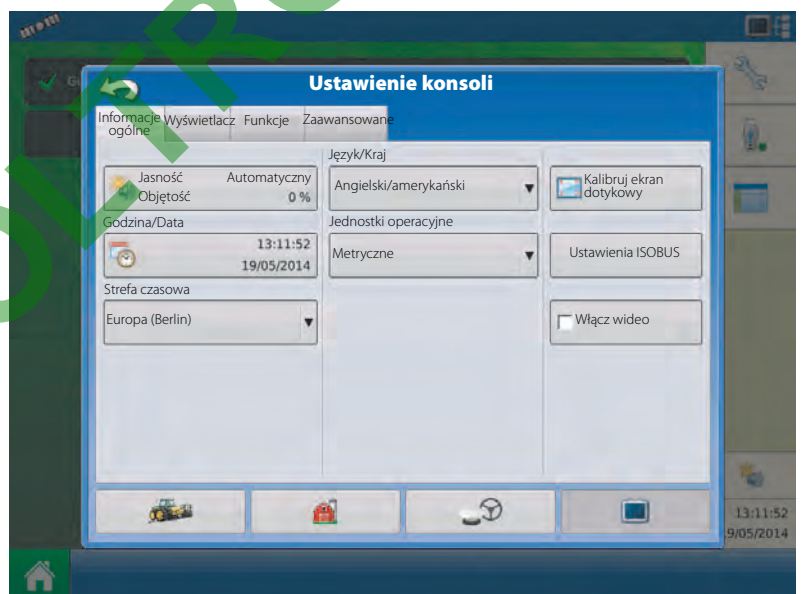 Ustawienie konsoli
Informacje ogólne
Wyświetlacz
Funkcje
Zaawansowane
Jasność Automatyczny
Objętość 0 %
Godzina/Data
13:11:52
19/05/2014
Strefa czasowa
Europa (Berlin)
Język/Kraj
Angielski/amerykański
Jednostki operacyjne
Metryczne
Kalibruj ekran
dotykowy
Ustawienia ISOBUS
Włącz wideo
13:11:52
9/05/2014